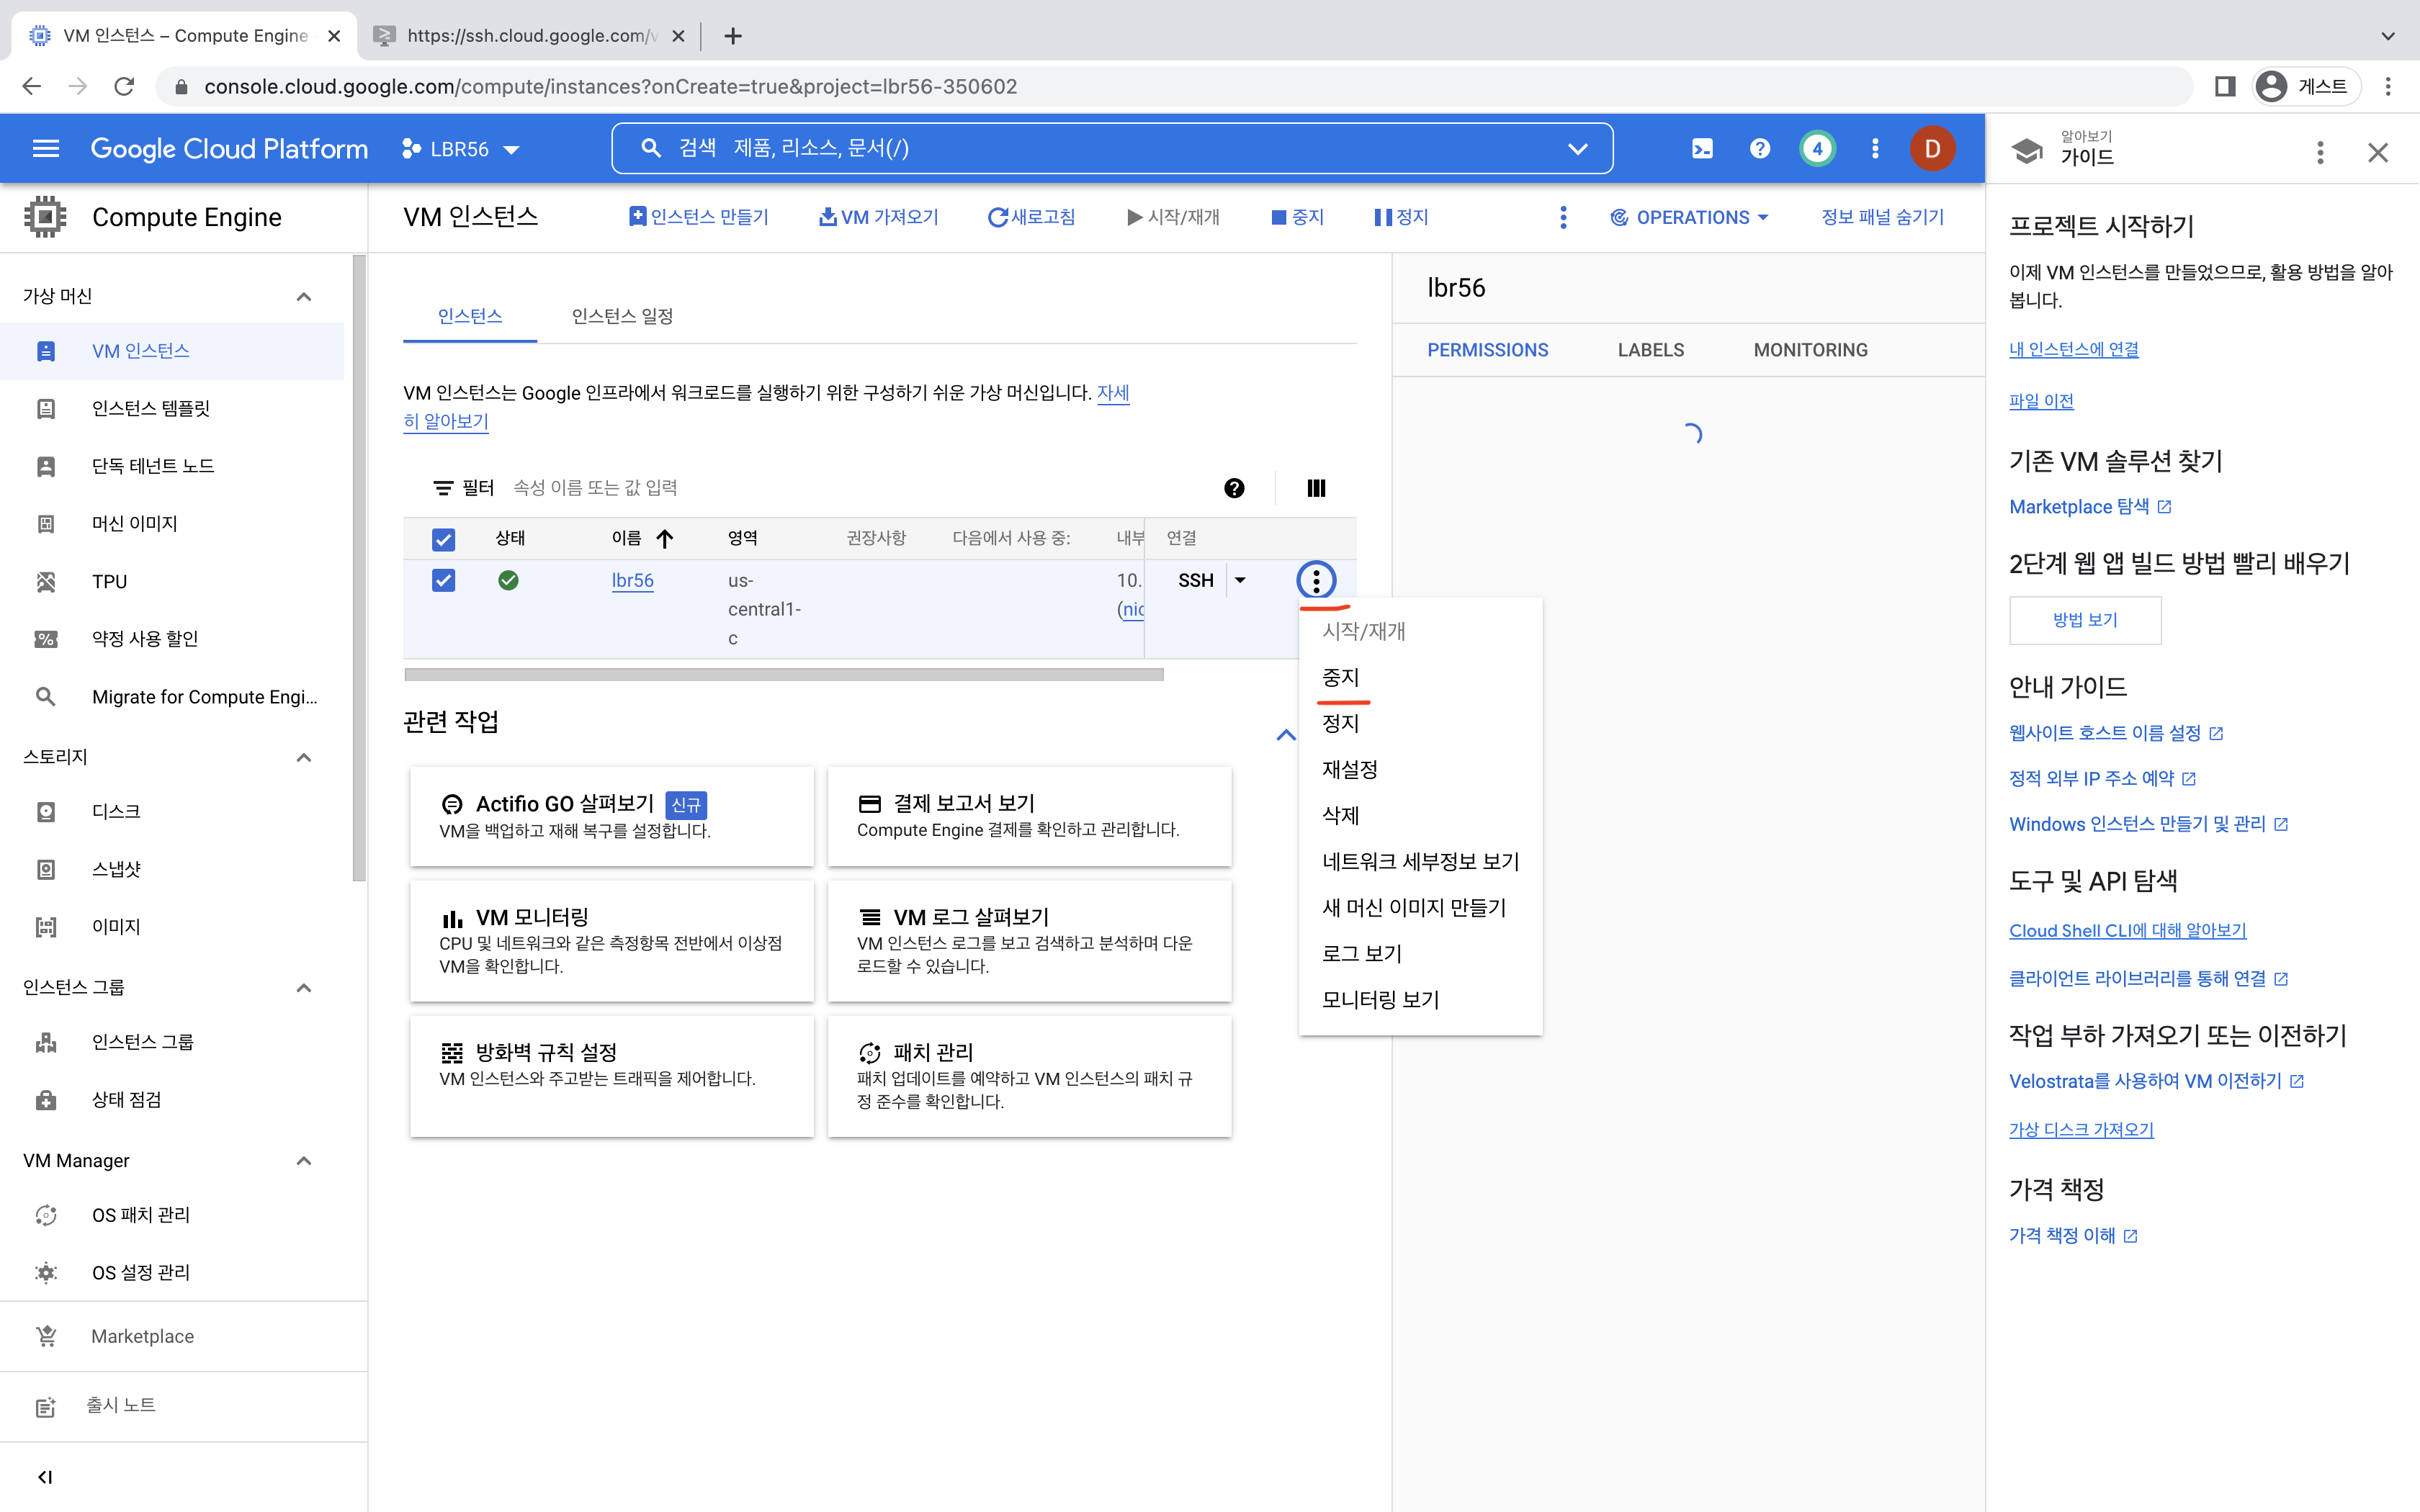 VM 인스턴스 – Compute Engine
https://ssh.cloud.google.com/v
console.cloud.google.com/compute/instances?onCreate=true&project=lbr56-350602
게스트
Google Cloud Platform
LBR56
검색 제품, 리소스, 문서(/)
4
D
알아보기
가이드
Compute Engine
VM 인스턴스
인스턴스 만들기
VM 가져오기
새로고침
시작/재개
중지
정지
OPERATIONS
정보 패널 숨기기
가상 머신
VM 인스턴스
인스턴스 템플릿
단독 테넌트 노드
머신 이미지
TPU
약정 사용 할인
Migrate for Compute Engi...
스토리지
디스크
스냅샷
이미지
인스턴스 그룹
인스턴스 그룹
상태 점검
VM Manager
OS 패치 관리
OS 설정 관리
Marketplace
출시 노트
인스턴스
인스턴스 일정
VM 인스턴스는 Google 인프라에서 워크로드를 실행하기 위한 구성하기 쉬운 가상 머신입니다. 자세
히 알아보기
필터 속성 이름 또는 값 입력
상태 이름 영역 권장사항 다음에서 사용 중: 내부 연결
lbr56
us-
central1-
c
10.
(nic
SSH
시작/재개
중지
정지
재설정
삭제
네트워크 세부정보 보기
새 머신 이미지 만들기
로그 보기
모니터링 보기
관련 작업
Actifio GO 살펴보기 신규
VM을 백업하고 재해 복구를 설정합니다.
결제 보고서 보기
Compute Engine 결제를 확인하고 관리합니다.
VM 모니터링
CPU 및 네트워크와 같은 측정항목 전반에서 이상점
VM을 확인합니다.
VM 로그 살펴보기
VM 인스턴스 로그를 보고 검색하고 분석하며 다운
로드할 수 있습니다.
방화벽 규칙 설정
VM 인스턴스와 주고받는 트래픽을 제어합니다.
패치 관리
패치 업데이트를 예약하고 VM 인스턴스의 패치 규
정 준수를 확인합니다.
lbr56
PERMISSIONS
LABELS
MONITORING
프로젝트 시작하기
이제 VM 인스턴스를 만들었으므로, 활용 방법을 알아
봅니다.
내 인스턴스에 연결
파일 이전
기존 VM 솔루션 찾기
Marketplace 탐색
2단계 웹 앱 빌드 방법 빨리 배우기
방법 보기
안내 가이드
웹사이트 호스트 이름 설정
정적 외부 IP 주소 예약
Windows 인스턴스 만들기 및 관리
도구 및 API 탐색
Cloud Shell CLI에 대해 알아보기
클라이언트 라이브러리를 통해 연결
작업 부하 가져오기 또는 이전하기
Velostrata를 사용하여 VM 이전하기
가상 디스크 가져오기
가격 책정
가격 책정 이해